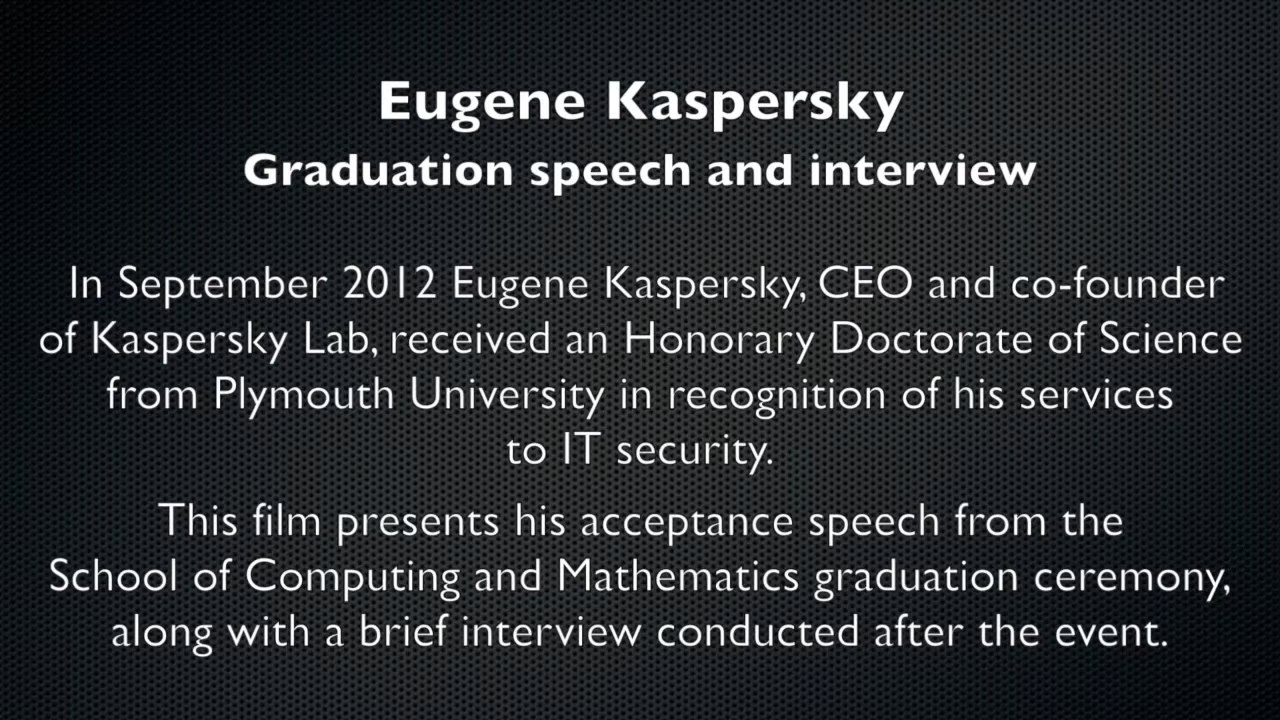 Eugene Kaspersky
Graduation speech and interview
In September 2012 Eugene Kaspersky, CEO and co-founder
of Kaspersky Lab, received an Honorary Doctorate of Science
from Plymouth University in recognition of his services
to IT security.
This film presents his acceptance speech from the
School of Computing and Mathematics graduation ceremony,
along with a brief interview conducted after the event.